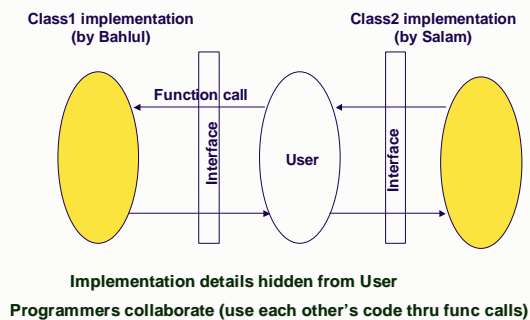 Class1 implementation
(by Bahlul)
Class2 implementation
(by Salam)
Function call
Interface
User
Interface
Implementation details hidden from User
Programmers collaborate (use each other's code thru func calls)